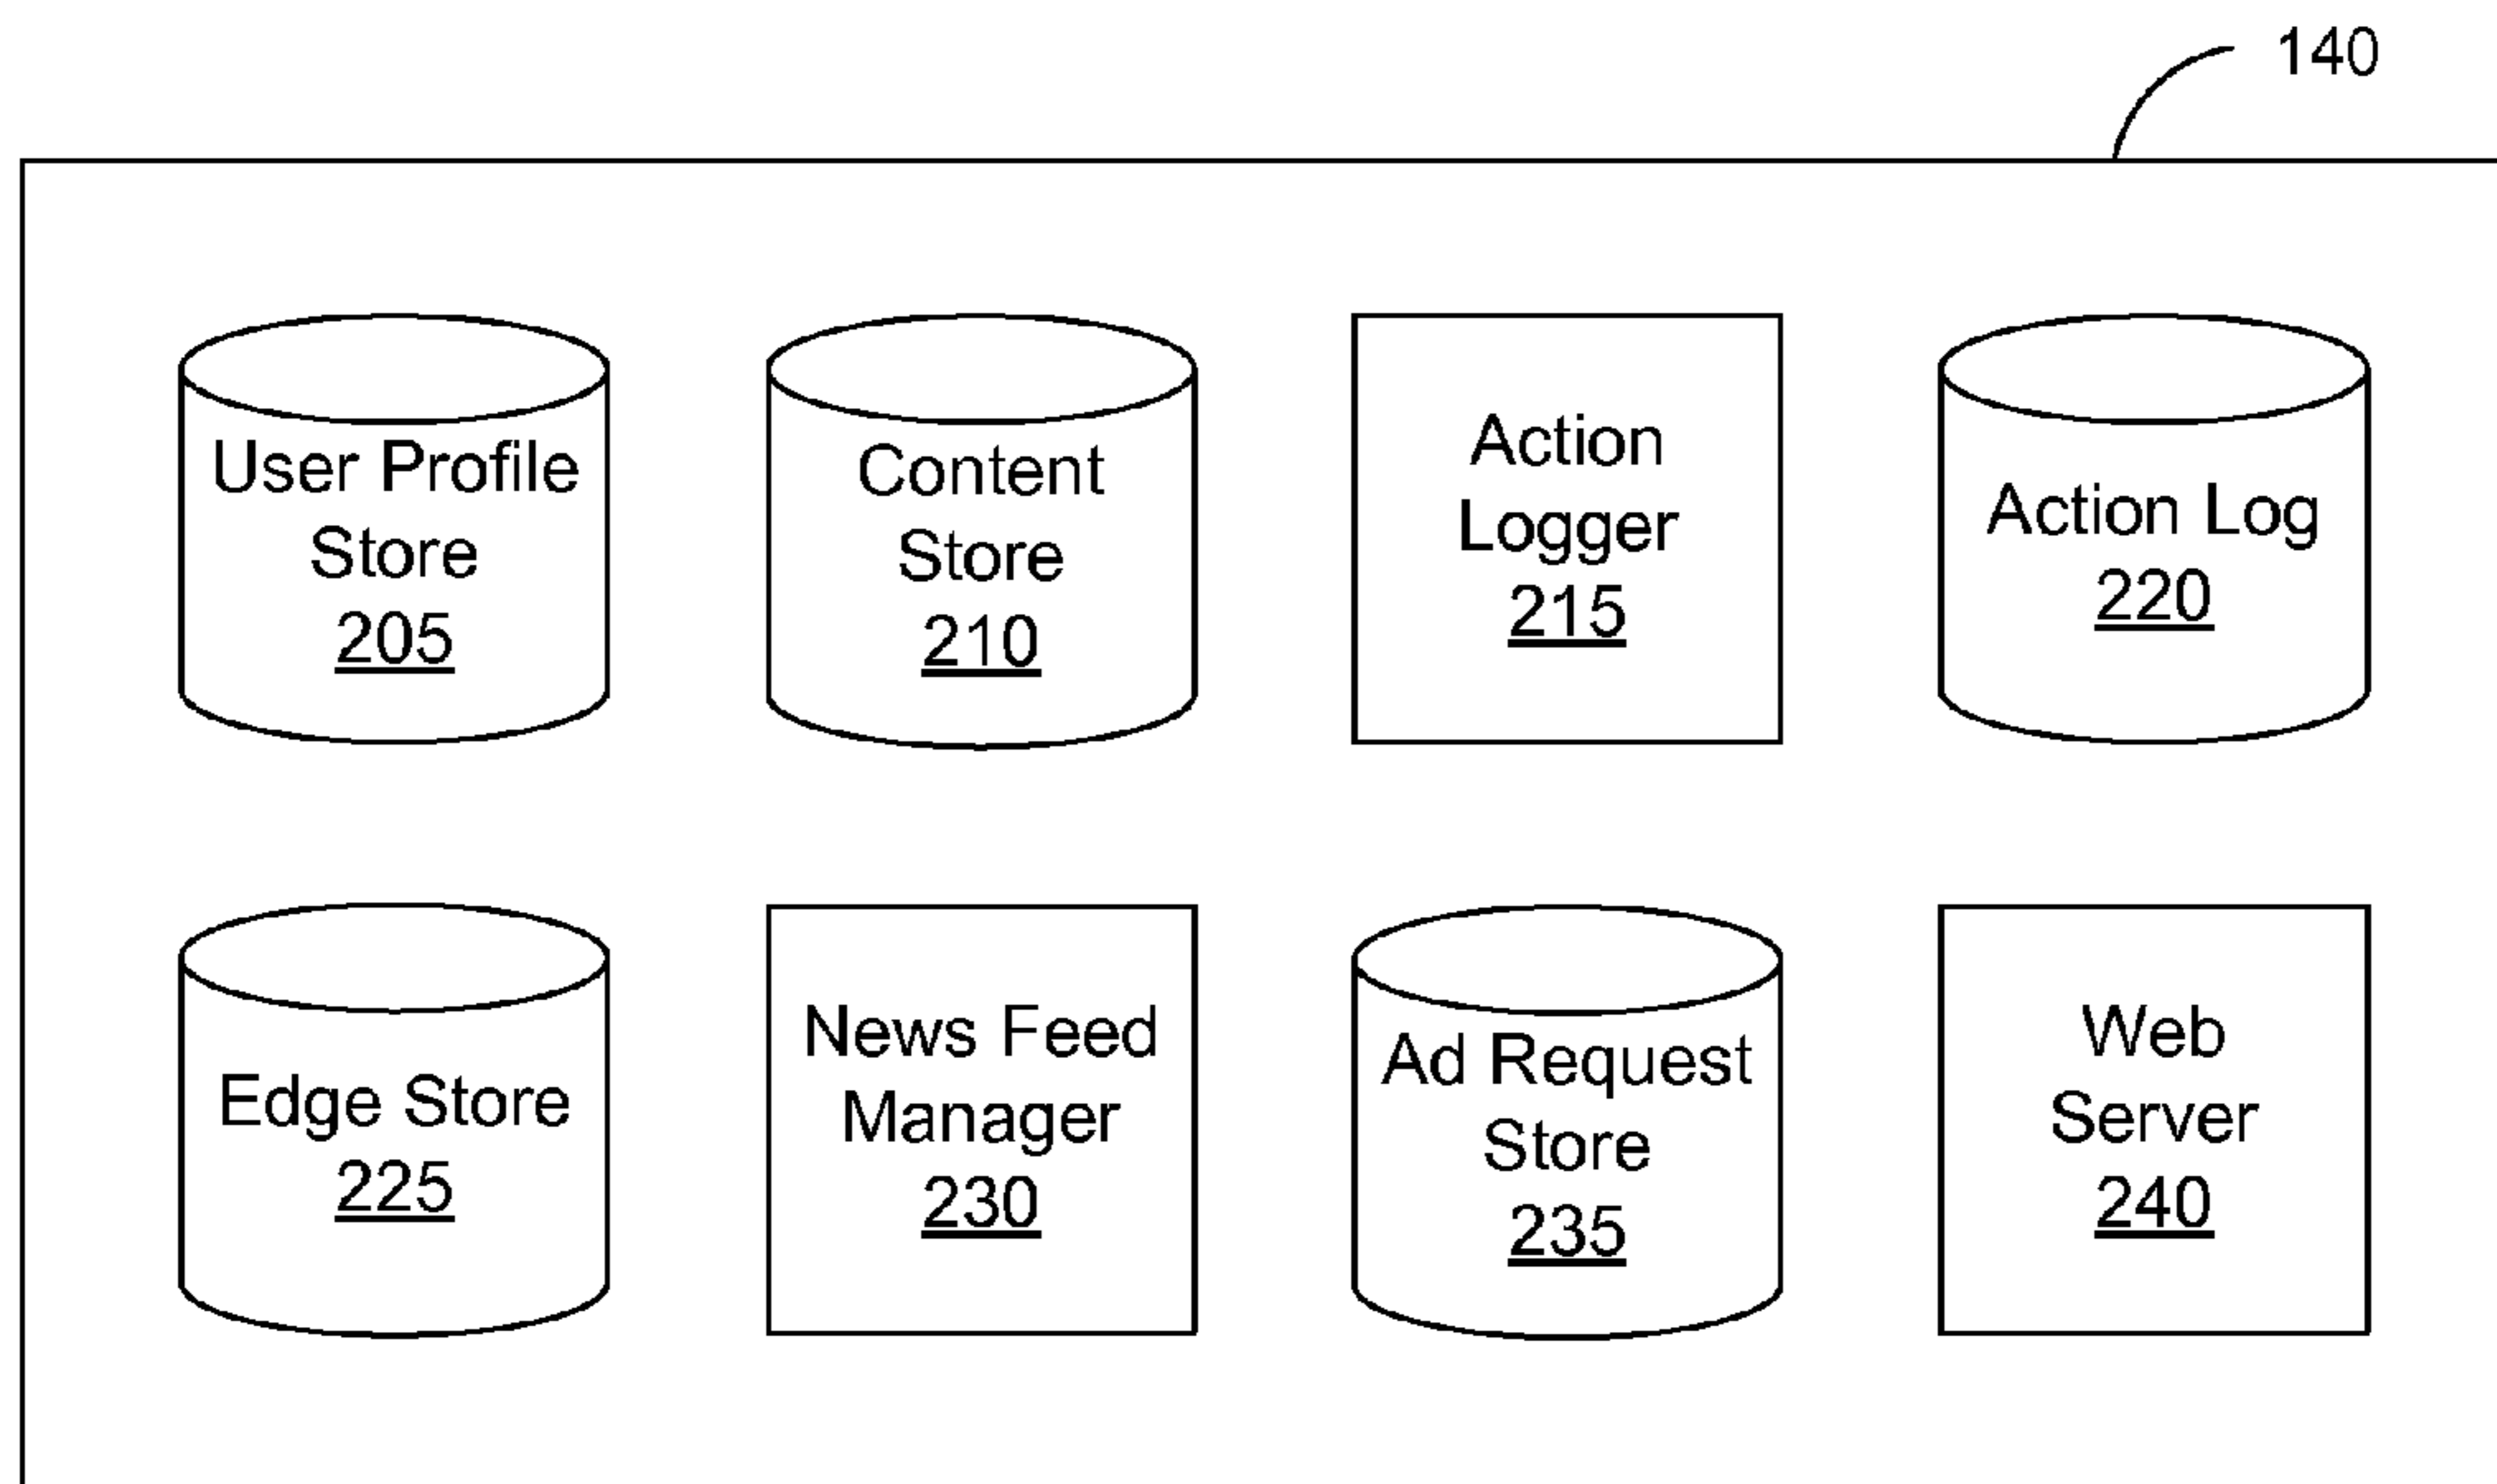 140
User Profile
Store
205
Content
Store
210
Action
Logger
215
Action Log
220
Edge Store
225
News Feed
Manager
230
Ad Request
Store
235
Web
Server
240